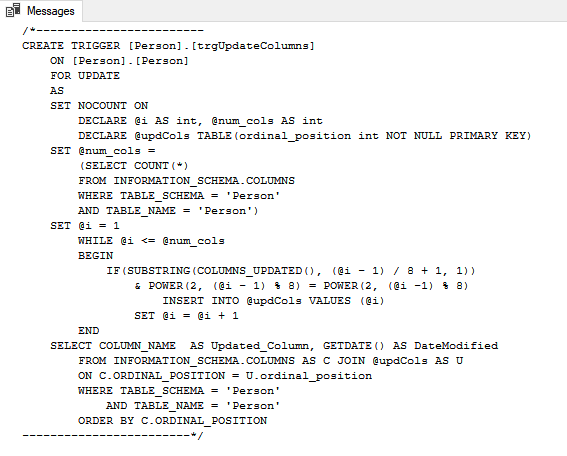 Messages
/*------------------------
CREATE TRIGGER [Person].[trgUpdateColumns]
    ON [Person].[Person]
    FOR UPDATE
    AS
    SET NOCOUNT ON
        DECLARE @i AS int, @num_cols AS int
        DECLARE @updCols TABLE(ordinal_position int NOT NULL PRIMARY KEY)
    SET @num_cols =
        (SELECT COUNT(*)
        FROM INFORMATION_SCHEMA.COLUMNS
        WHERE TABLE_SCHEMA = 'Person'
        AND TABLE_NAME = 'Person')
    SET @i = 1
        WHILE @i <= @num_cols
        BEGIN
            IF(SUBSTRING(COLUMNS_UPDATED(), (@i - 1) / 8 + 1, 1))
                & POWER(2, (@i - 1) % 8) = POWER(2, (@i -1) % 8)
                    INSERT INTO @updCols VALUES (@i)
                SET @i = @i + 1
        END
    SELECT COLUMN_NAME  AS Updated_Column, GETDATE() AS DateModified
        FROM INFORMATION_SCHEMA.COLUMNS AS C JOIN @updCols AS U
        ON C.ORDINAL_POSITION = U.ordinal_position
        WHERE TABLE_SCHEMA = 'Person'
            AND TABLE_NAME = 'Person'
        ORDER BY C.ORDINAL_POSITION
------------------------*/